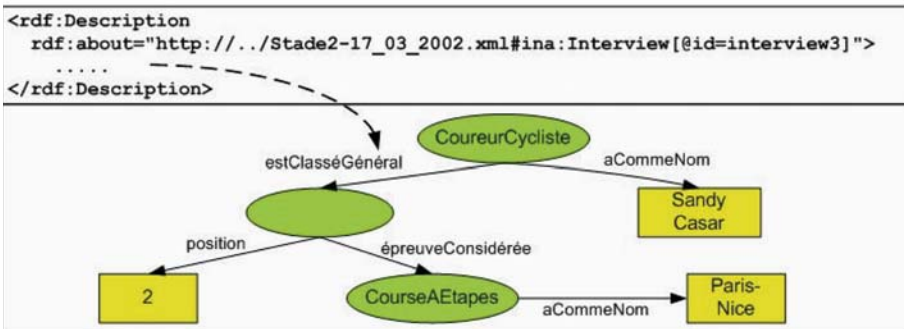 <rdf:Description
rdf:about="http://../Stade2-17_03_2002.xml#ina:Interview[@id=interview3]">
.....
</rdf:Description>
CoureurCycliste
estClasséGénéral
aCommeNom
Sandy
Casar
position
épreuveConsidérée
2
CourseAEtapes
aCommeNom
Paris-
Nice